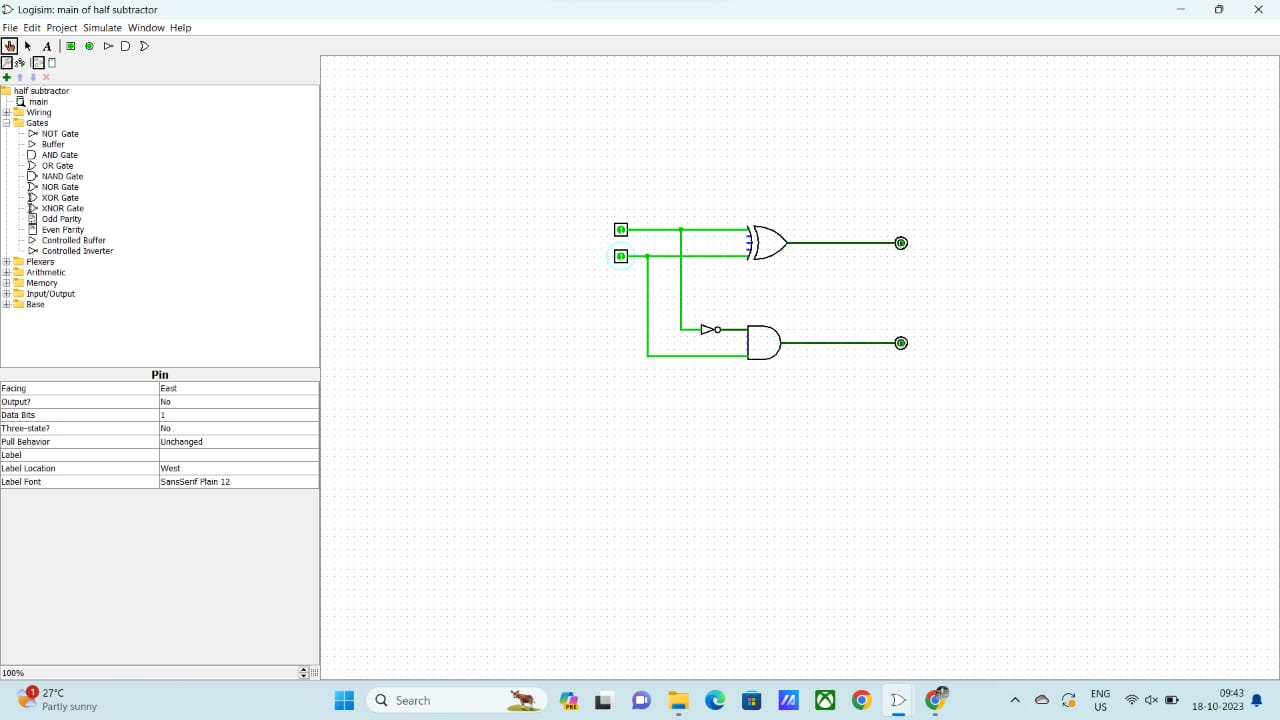 Logisim: main of half subtractor
File Edit Project Simulate Window Help
A
half subtractor
main
Wiring
Gates
NOT Gate
Buffer
AND Gate
OR Gate
NAND Gate
NOR Gate
XOR Gate
XNOR Gate
Odd Parity
Even Parity
Controlled Buffer
Controlled Inverter
Plexers
Arithmetic
Memory
Input/Output
Base
Pin
Facing East
Output? No
Data Bits 1
Three-state? No
Pull Behavior Unchanged
Label
Label Location West
Label Font SansSerif Plain 12
1
1
0
0
100%
1
27°C
Partly sunny
Search
PRE
ENG
US
09:43
18-10-2023